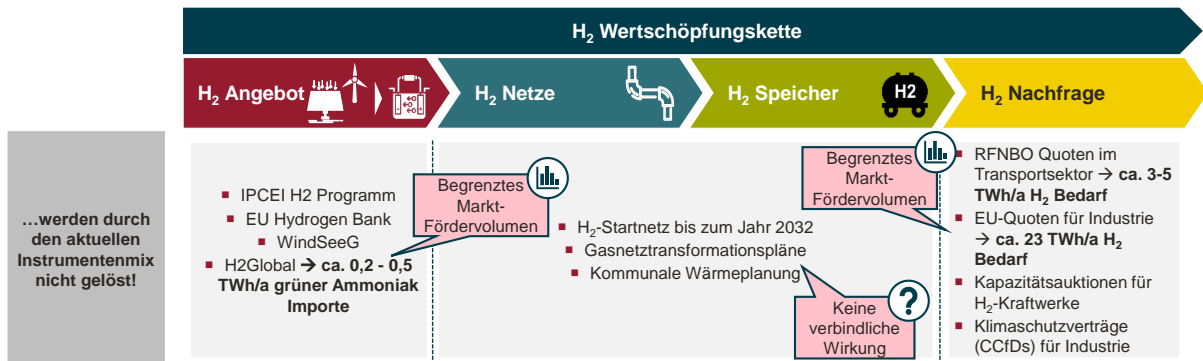 H₂ Wertschöpfungskette
H₂ Angebot
H₂ Netze
H₂ Speicher
H2
H₂ Nachfrage
…werden durch
den aktuellen
Instrumentenmix
nicht gelöst!
▪ IPCEI H2 Programm
▪ EU Hydrogen Bank
▪ WindSeeG
▪ H2Global → ca. 0,2 - 0,5
TWh/a grüner Ammoniak
Importe
Begrenztes
Markt-
Fördervolumen
▪ H₂-Startnetz bis zum Jahr 2032
▪ Gasnetztransformationspläne
▪ Kommunale Wärmeplanung
Keine
verbindliche
Wirkung
?
Begrenztes
Markt-
Fördervolumen
▪ RFNBO Quoten im
Transportsektor → ca. 3-5
TWh/a H₂ Bedarf
▪ EU-Quoten für Industrie
→ ca. 23 TWh/a H₂
Bedarf
▪ Kapazitätsauktionen für
H₂-Kraftwerke
▪ Klimaschutzverträge
(CCfDs) für Industrie